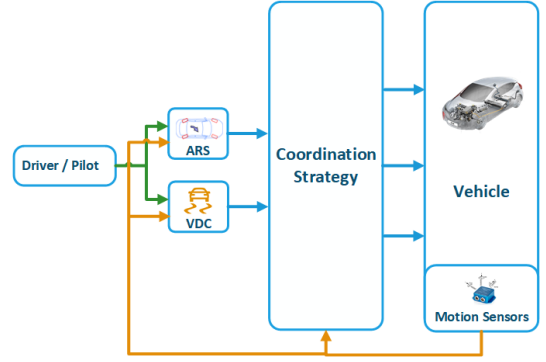 Driver / Pilot
ARS
VDC
Coordination
Strategy
Vehicle
Motion Sensors